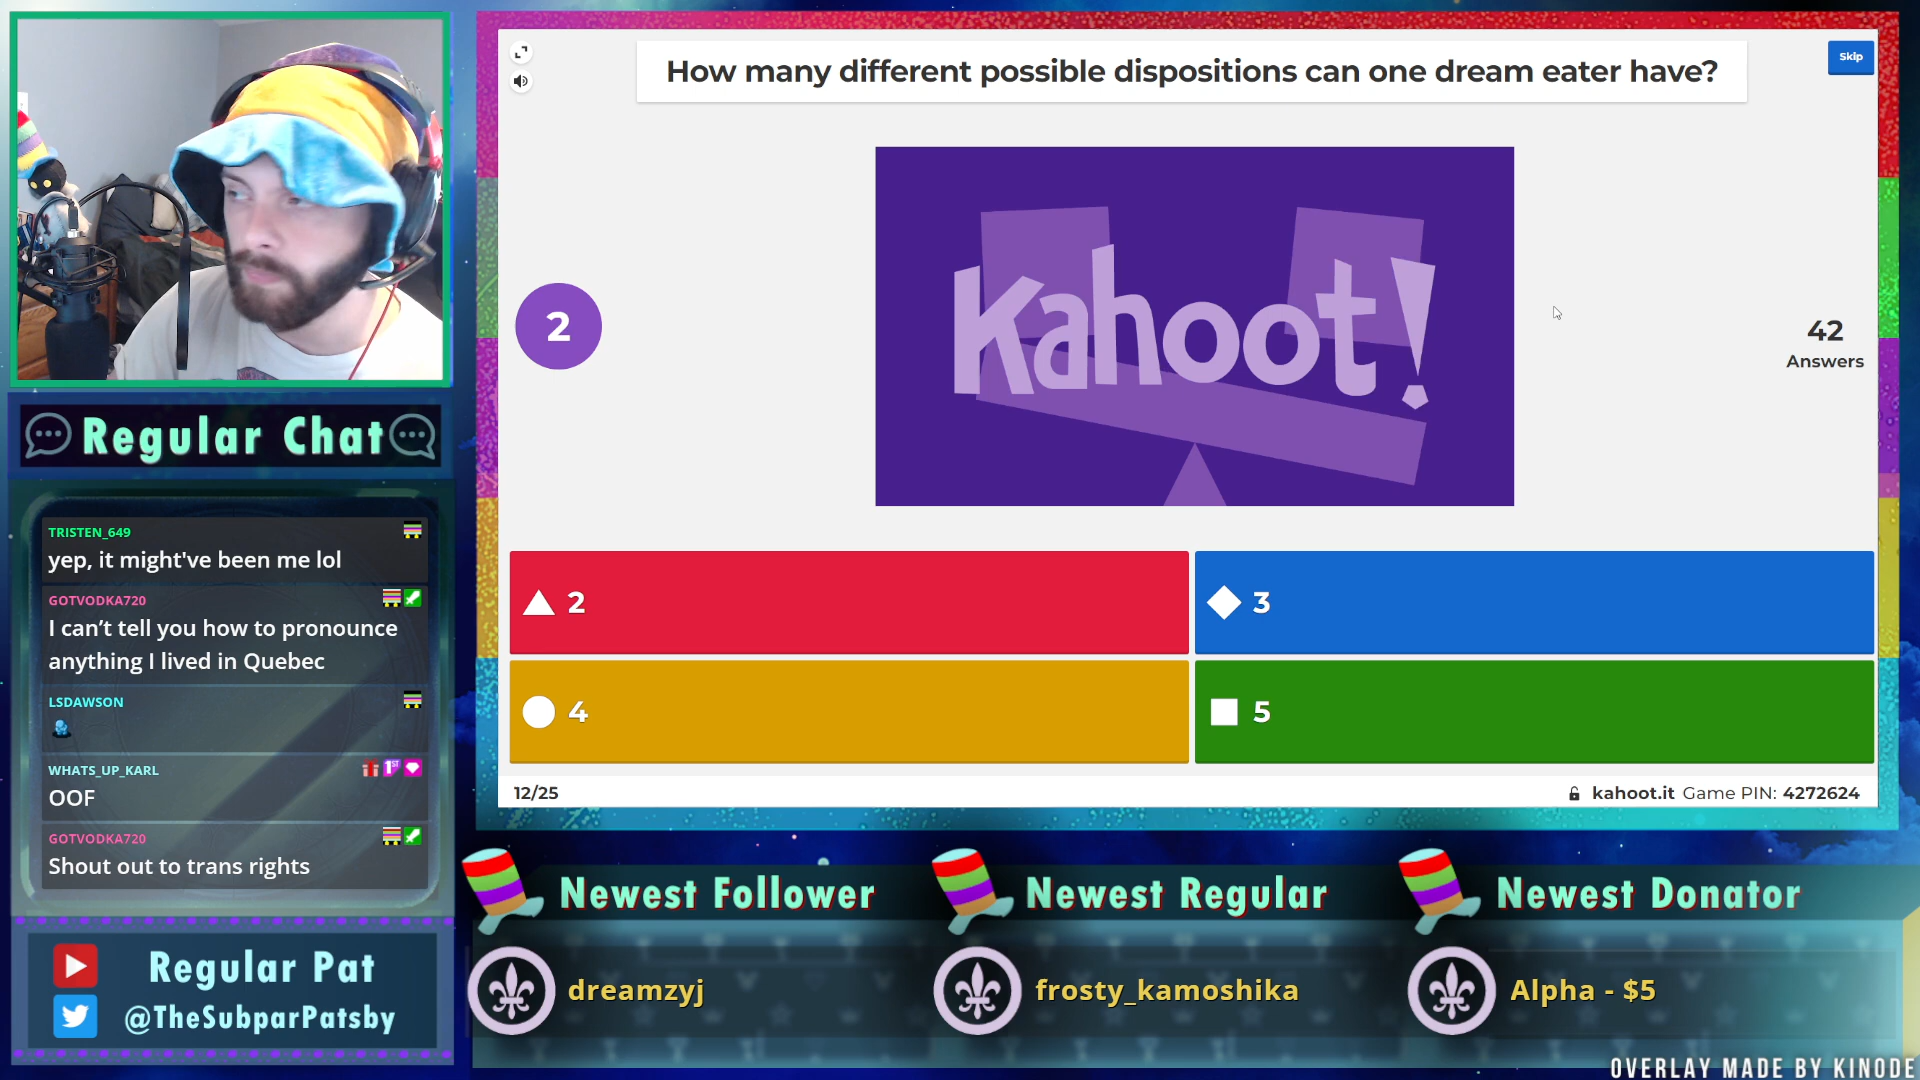 How many different possible dispositions can one dream eater have?
Skip
Kahoot!
2
42
Answers
2
3
4
5
12/25
kahoot.it Game PIN: 4272624
Regular Chat
TRISTEN_649
yep, it might've been me lol
GOTVODKA720
I can’t tell you how to pronounce
anything I lived in Quebec
LSDAWSON
WHATS_UP_KARL
1ST
OOF
GOTVODKA720
Shout out to trans rights
Regular Pat
@TheSubparPatsby
Newest Follower
dreamzyj
Newest Regular
frosty_kamoshika
Newest Donator
Alpha - $5
OVERLAY MADE BY KINODE